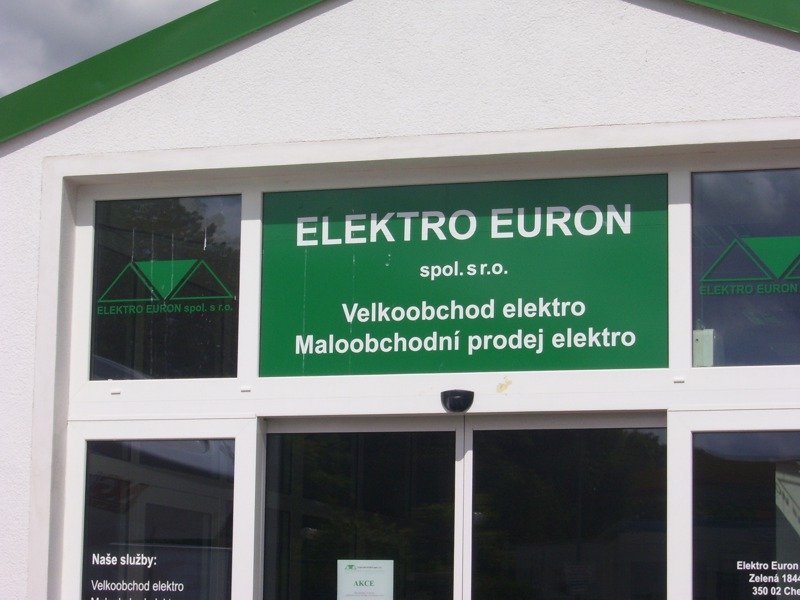 ELEKTRO EURON
spol. s r.o.
Velkoobchod elektro
Maloobchodní prodej elektro
ELEKTRO EURON spol. s r.o.
ELEKTRO EURON
Naše služby:
Velkoobchod elektro
AKCE
Elektro Euron
Zelená 1844
350 02 Che